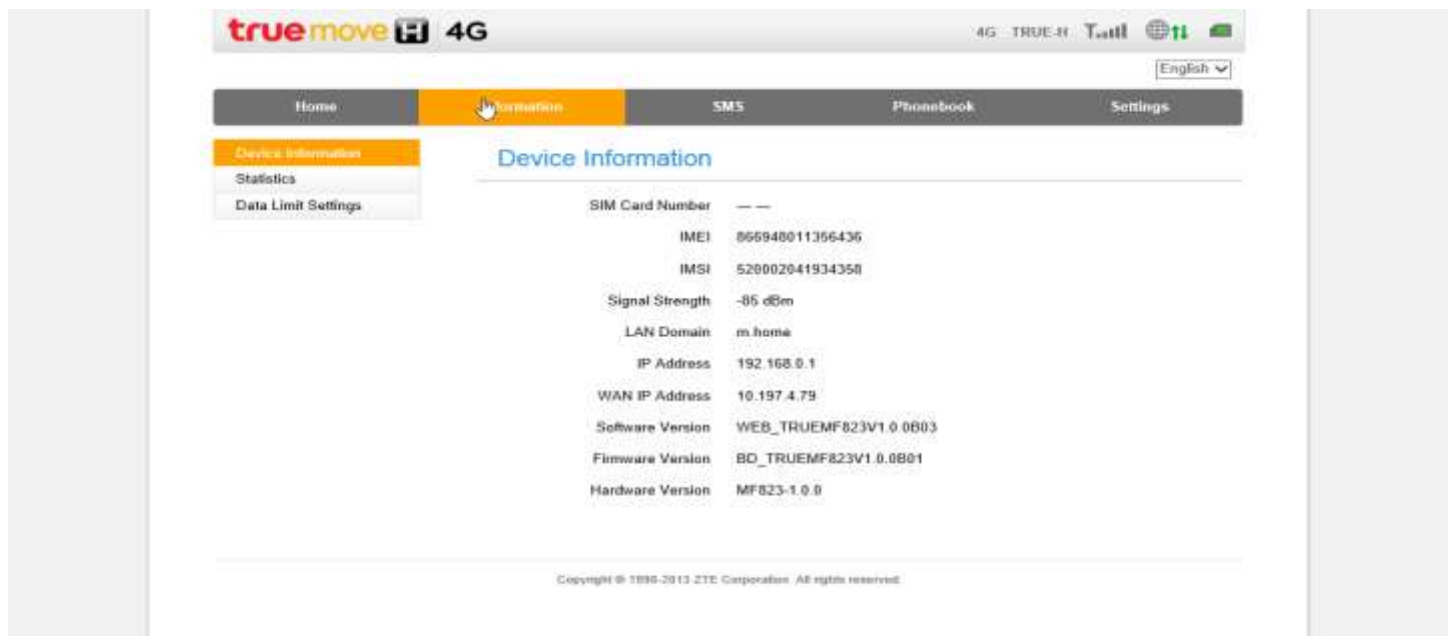 truemove H 4G
4G TRUE-H
English
Home Information SMS Phonebook Settings
Device Information
Statistics
Data Limit Settings
Device Information
SIM Card Number — —
IMEI 866948011356436
IMSI 520002041934358
Signal Strength -85 dBm
LAN Domain m.home
IP Address 192.168.0.1
WAN IP Address 10.197.4.79
Software Version WEB_TRUEMF823V1.0.0B03
Firmware Version BD_TRUEMF823V1.0.0B01
Hardware Version MF823-1.0.0
Copyright © 1998-2013 ZTE Corporation. All rights reserved.